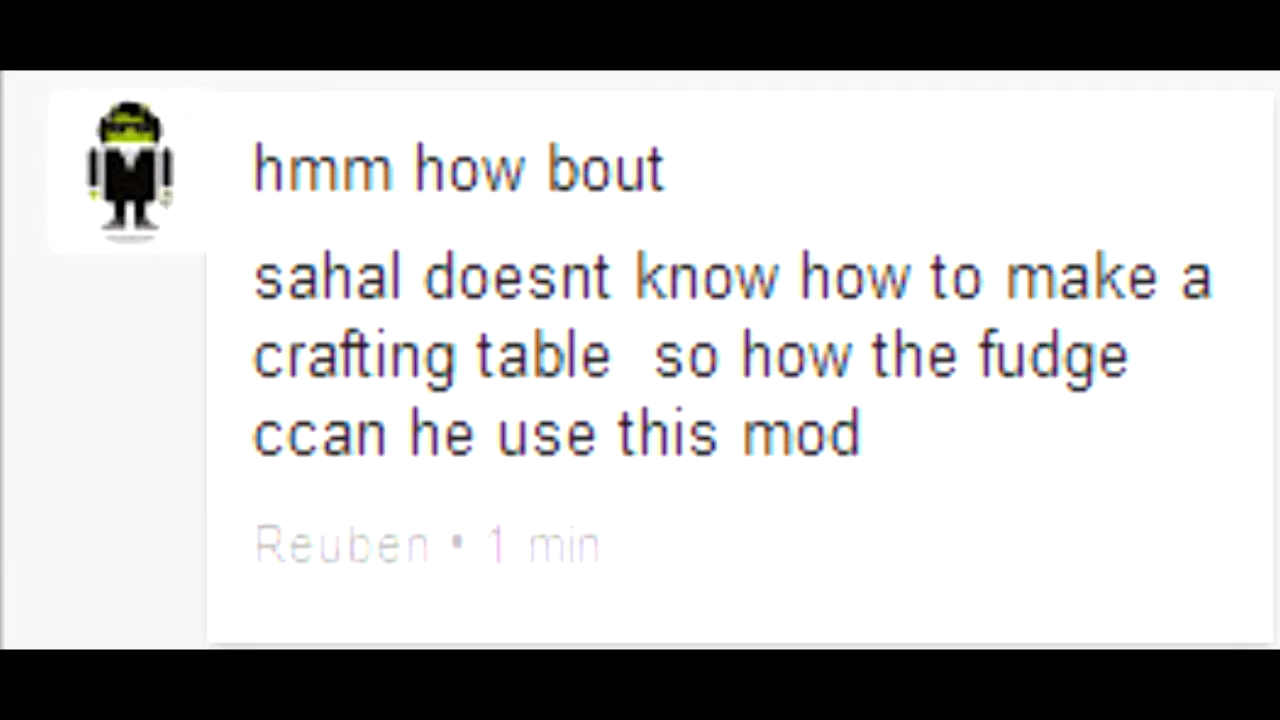 hmm how bout
sahal doesnt know how to make a
crafting table  so how the fudge
ccan he use this mod
Reuben • 1 min